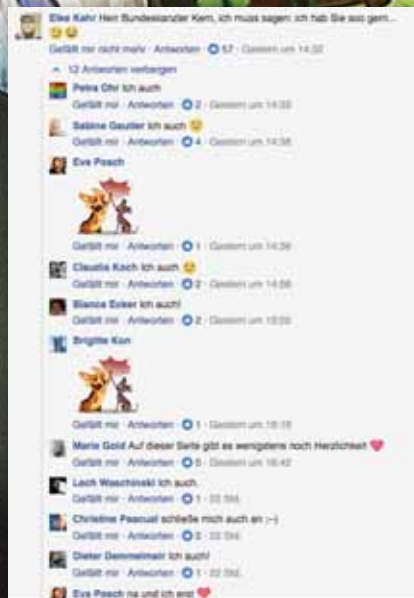 Elke Kahr Herr Bundeskanzler Kern, ich muss sagen: ich hab Sie soo gern...
Gefällt mir nicht mehr · Antworten · 57 · Gestern um 14:32
12 Antworten verbergen
Petra Ohr Ich auch
Gefällt mir · Antworten · 2 · Gestern um 14:33
Sabine Gautier Ich auch
Gefällt mir · Antworten · 4 · Gestern um 14:38
Eva Posch
Gefällt mir · Antworten · 1 · Gestern um 14:39
Claudia Koch Ich auch
Gefällt mir · Antworten · 2 · Gestern um 14:56
Bianca Ecker Ich auch!
Gefällt mir · Antworten · 2 · Gestern um
Brigitte Kon
Gefällt mir · Antworten · 1 · Gestern um 16:16
Marie Gold Auf dieser Seite gibt es wenigstens noch Herzlichkeit
Gefällt mir · Antworten · 5 · Gestern um 16:42
Lech Waschinski Ich auch.
Gefällt mir · Antworten · 1 · 22 Std.
Christine Pascual schließe mich auch an :-)
Gefällt mir · Antworten · 3 · 22 Std.
Dieter Demmelmair Ich auch!
Gefällt mir · Antworten · 1 · 22 Std.
Eva Posch na und ich erst